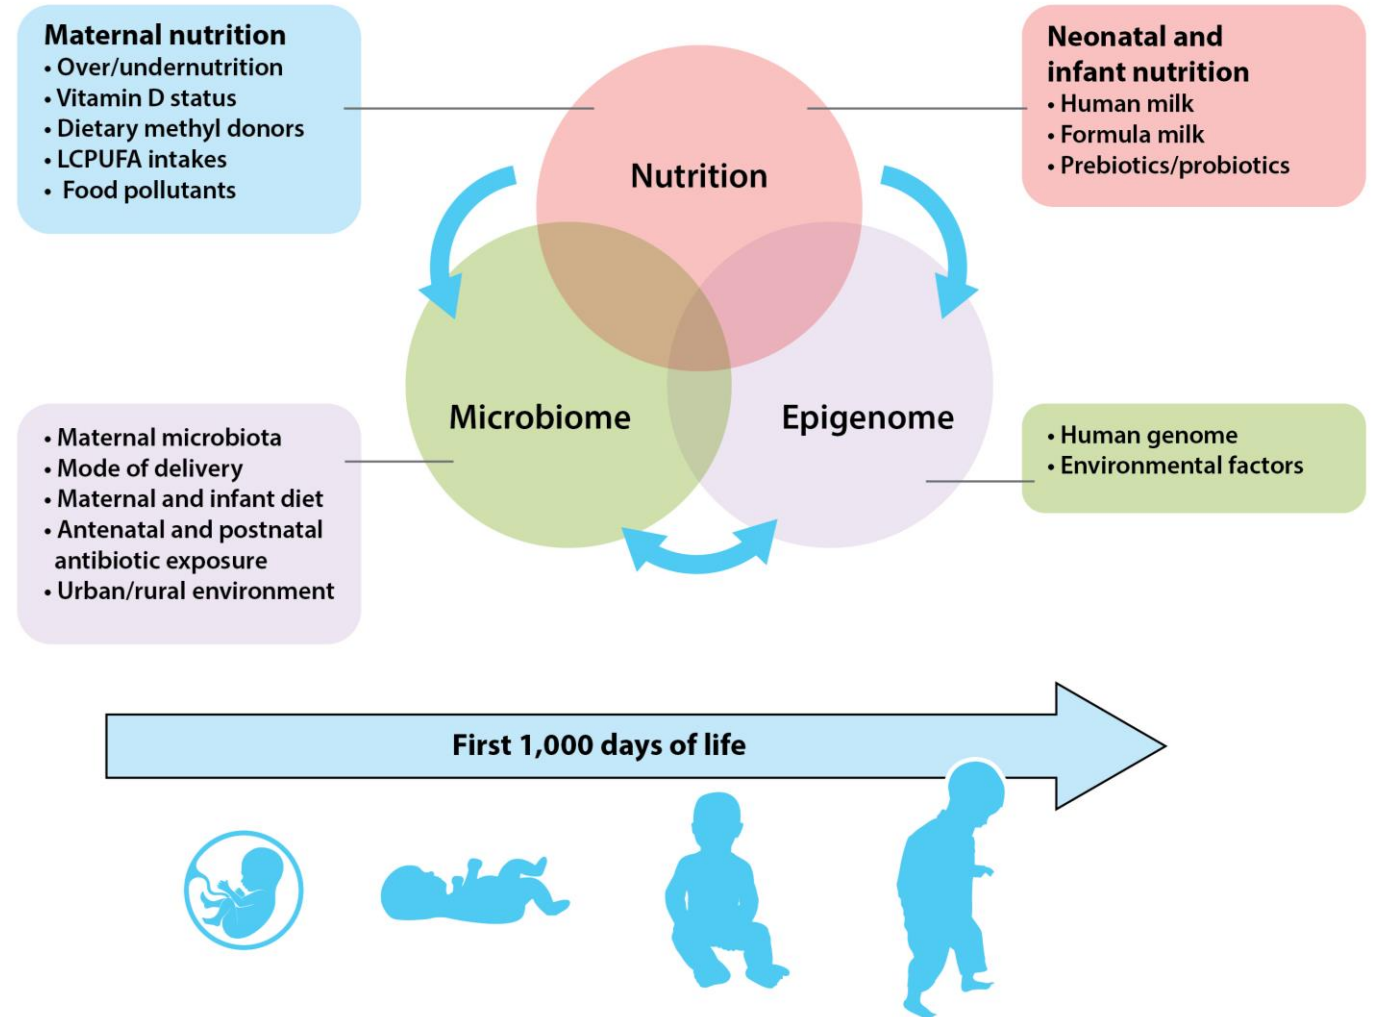 Maternal nutrition
• Over/undernutrition
• Vitamin D status
• Dietary methyl donors
• LCPUFA intakes
• Food pollutants
Neonatal and
infant nutrition
• Human milk
• Formula milk
• Prebiotics/probiotics
Nutrition
Microbiome
Epigenome
• Maternal microbiota
• Mode of delivery
• Maternal and infant diet
• Antenatal and postnatal
antibiotic exposure
• Urban/rural environment
• Human genome
• Environmental factors
First 1,000 days of life